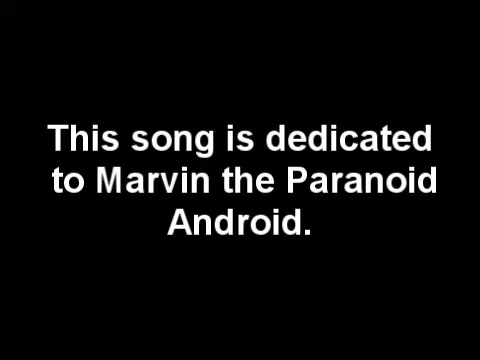 This song is dedicated
to Marvin the Paranoid
Android.